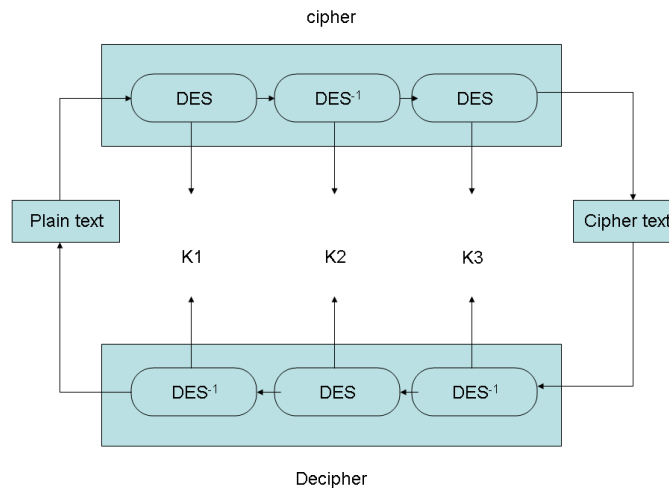 cipher
DES DES⁻¹ DES
Plain text Cipher text
K1 K2 K3
DES⁻¹ DES DES⁻¹
Decipher